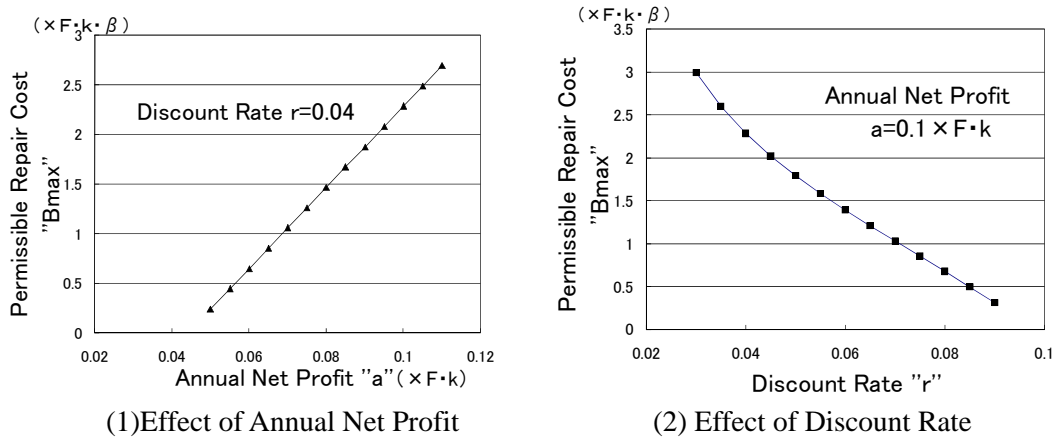 (×F・k・β)
3
2.5
2
1.5
1
0.5
0
Permissible Repair Cost
"Bmax"
Discount Rate r=0.04
0.02 0.04 0.06 0.08 0.1 0.12
Annual Net Profit "a"(×F・k)
(1)Effect of Annual Net Profit
(×F・k・β)
3.5
3
2.5
2
1.5
1
0.5
0
Permissible Repair Cost
"Bmax"
Annual Net Profit
a=0.1×F・k
0.02 0.04 0.06 0.08 0.1
Discount Rate "r"
(2) Effect of Discount Rate